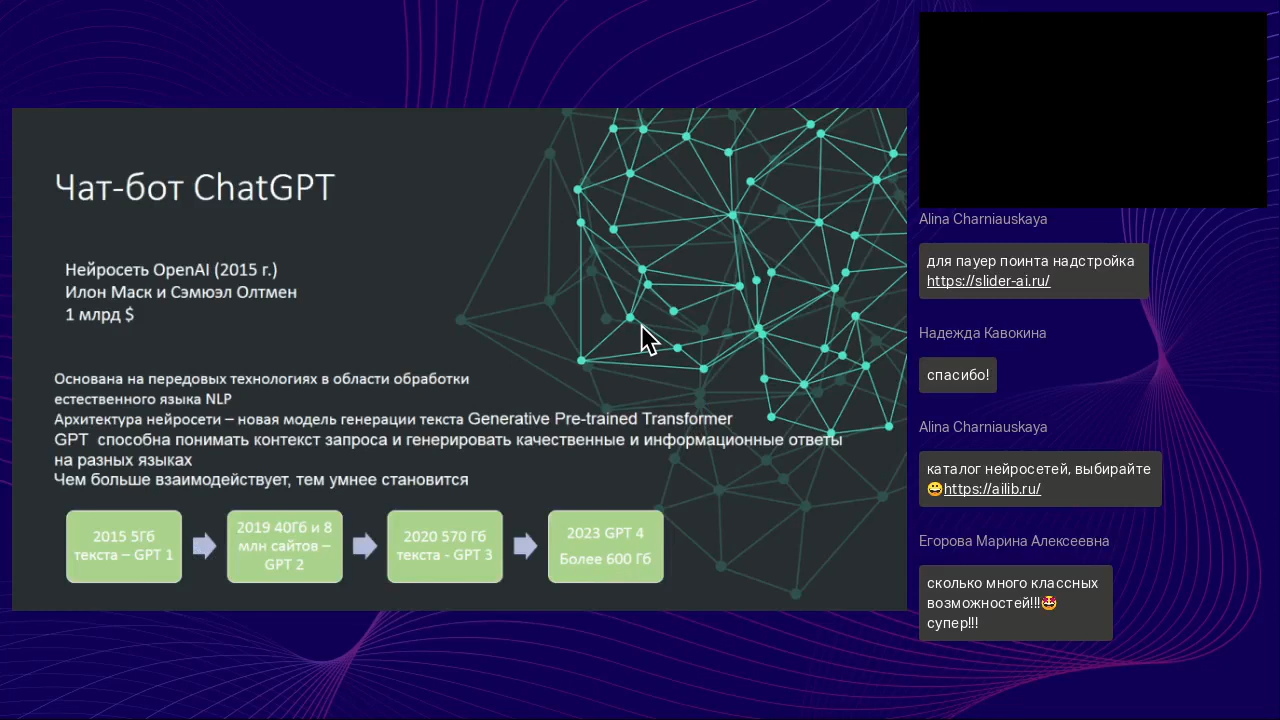 Чат-бот ChatGPT
Нейросеть OpenAI (2015 г.)
Илон Маск и Сэмюэл Олтмен
1 млрд $
Основана на передовых технологиях в области обработки
естественного языка NLP
Архитектура нейросети – новая модель генерации текста Generative Pre-trained Transformer
GPT способна понимать контекст запроса и генерировать качественные и информационные ответы
на разных языках
Чем больше взаимодействует, тем умнее становится
2015 5Гб
текста – GPT 1
2019 40Гб и 8
млн сайтов –
GPT 2
2020 570 Гб
текста - GPT 3
2023 GPT 4
Более 600 Гб
Alina Charniauskaya
для пауер поинта надстройка
https://slider-ai.ru/
Надежда Кавокина
спасибо!
Alina Charniauskaya
каталог нейросетей, выбирайте
😀https://ailib.ru/
Егорова Марина Алексеевна
сколько много классных
возможностей!!!🥰
супер!!!